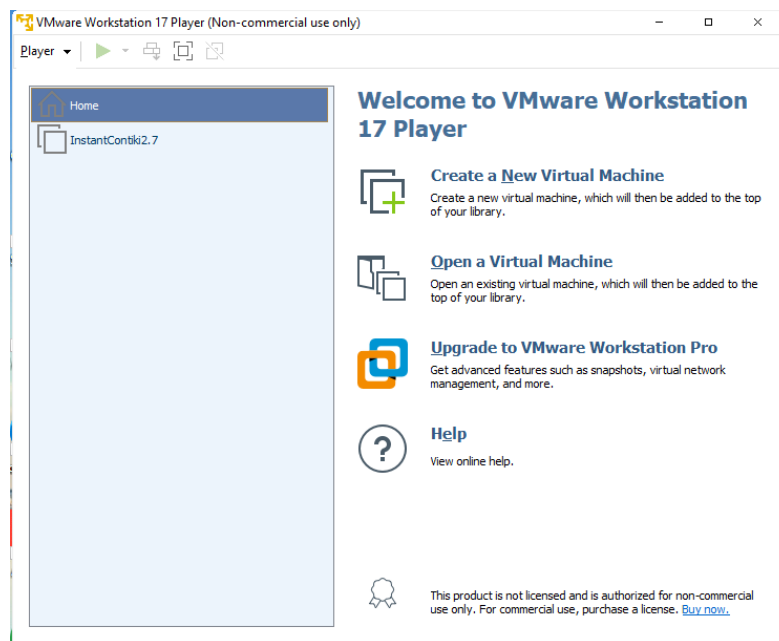 VMware Workstation 17 Player (Non-commercial use only)
Player
Home
InstantContiki2.7
Welcome to VMware Workstation
17 Player
Create a New Virtual Machine
Create a new virtual machine, which will then be added to the top
of your library.
Open a Virtual Machine
Open an existing virtual machine, which will then be added to the
top of your library.
Upgrade to VMware Workstation Pro
Get advanced features such as snapshots, virtual network
management, and more.
Help
View online help.
This product is not licensed and is authorized for non-commercial
use only. For commercial use, purchase a license. Buy now.